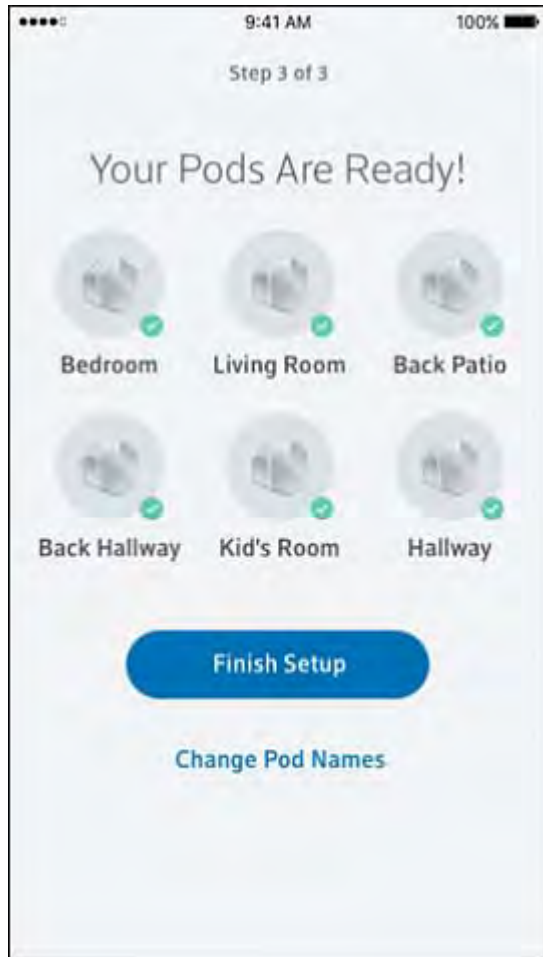 9:41 AM 100%
Step 3 of 3
Your Pods Are Ready!
Bedroom Living Room Back Patio
Back Hallway Kid's Room Hallway
Finish Setup
Change Pod Names